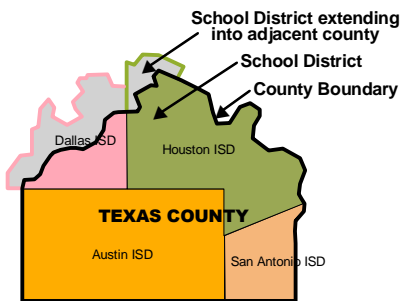 School District extending
into adjacent county
School District
County Boundary
Dallas ISD
Houston ISD
TEXAS COUNTY
Austin ISD
San Antonio ISD